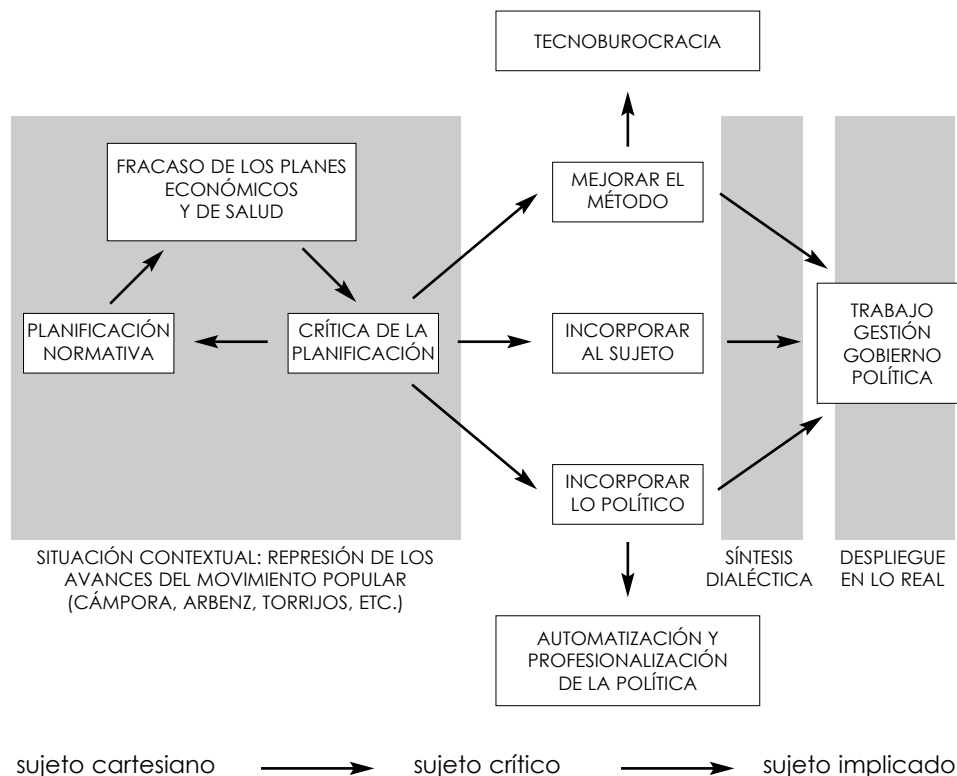 TECNOBUROCRACIA
FRACASO DE LOS PLANES
ECONÓMICOS
Y DE SALUD
MEJORAR EL
MÉTODO
PLANIFICACIÓN
NORMATIVA
CRÍTICA DE LA
PLANIFICACIÓN
INCORPORAR
AL SUJETO
TRABAJO
GESTIÓN
GOBIERNO
POLÍTICA
INCORPORAR
LO POLÍTICO
SITUACIÓN CONTEXTUAL: REPRESIÓN DE LOS
AVANCES DEL MOVIMIENTO POPULAR
(CÁMPORA, ARBENZ, TORRIJOS, ETC.)
SÍNTESIS
DIALÉCTICA
DESPLIEGUE
EN LO REAL
AUTOMATIZACIÓN Y
PROFESIONALIZACIÓN
DE LA POLÍTICA
sujeto cartesiano sujeto crítico sujeto implicado